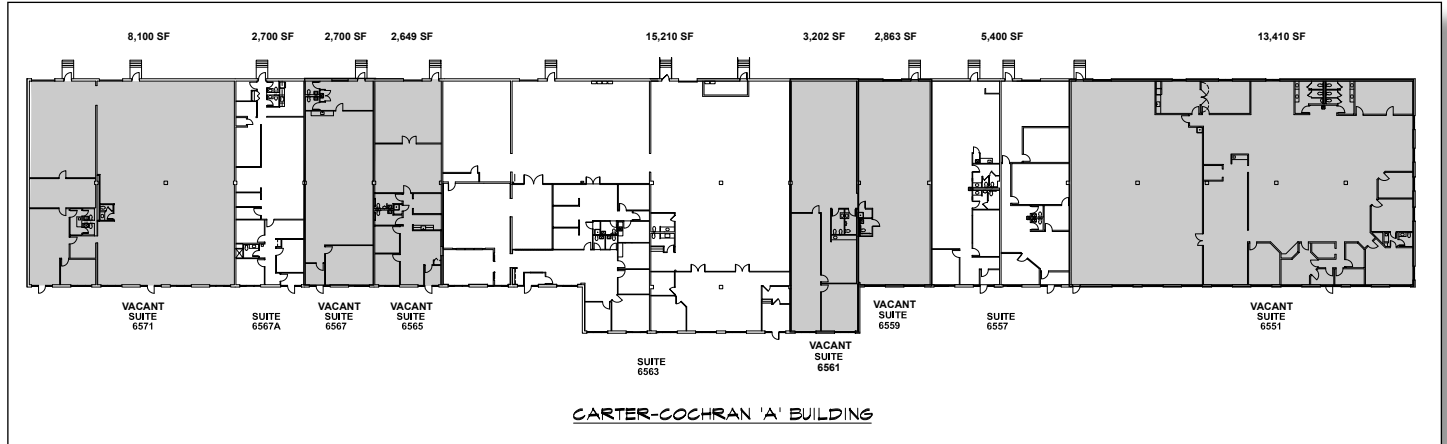 8,100 SF
2,700 SF
2,700 SF
2,649 SF
15,210 SF
3,202 SF
2,863 SF
5,400 SF
13,410 SF
VACANT
SUITE
6571
SUITE
6567A
VACANT
SUITE
6567
VACANT
SUITE
6565
SUITE
6563
VACANT
SUITE
6561
VACANT
SUITE
6559
SUITE
6557
VACANT
SUITE
6551
CARTER-COCHRAN 'A' BUILDING